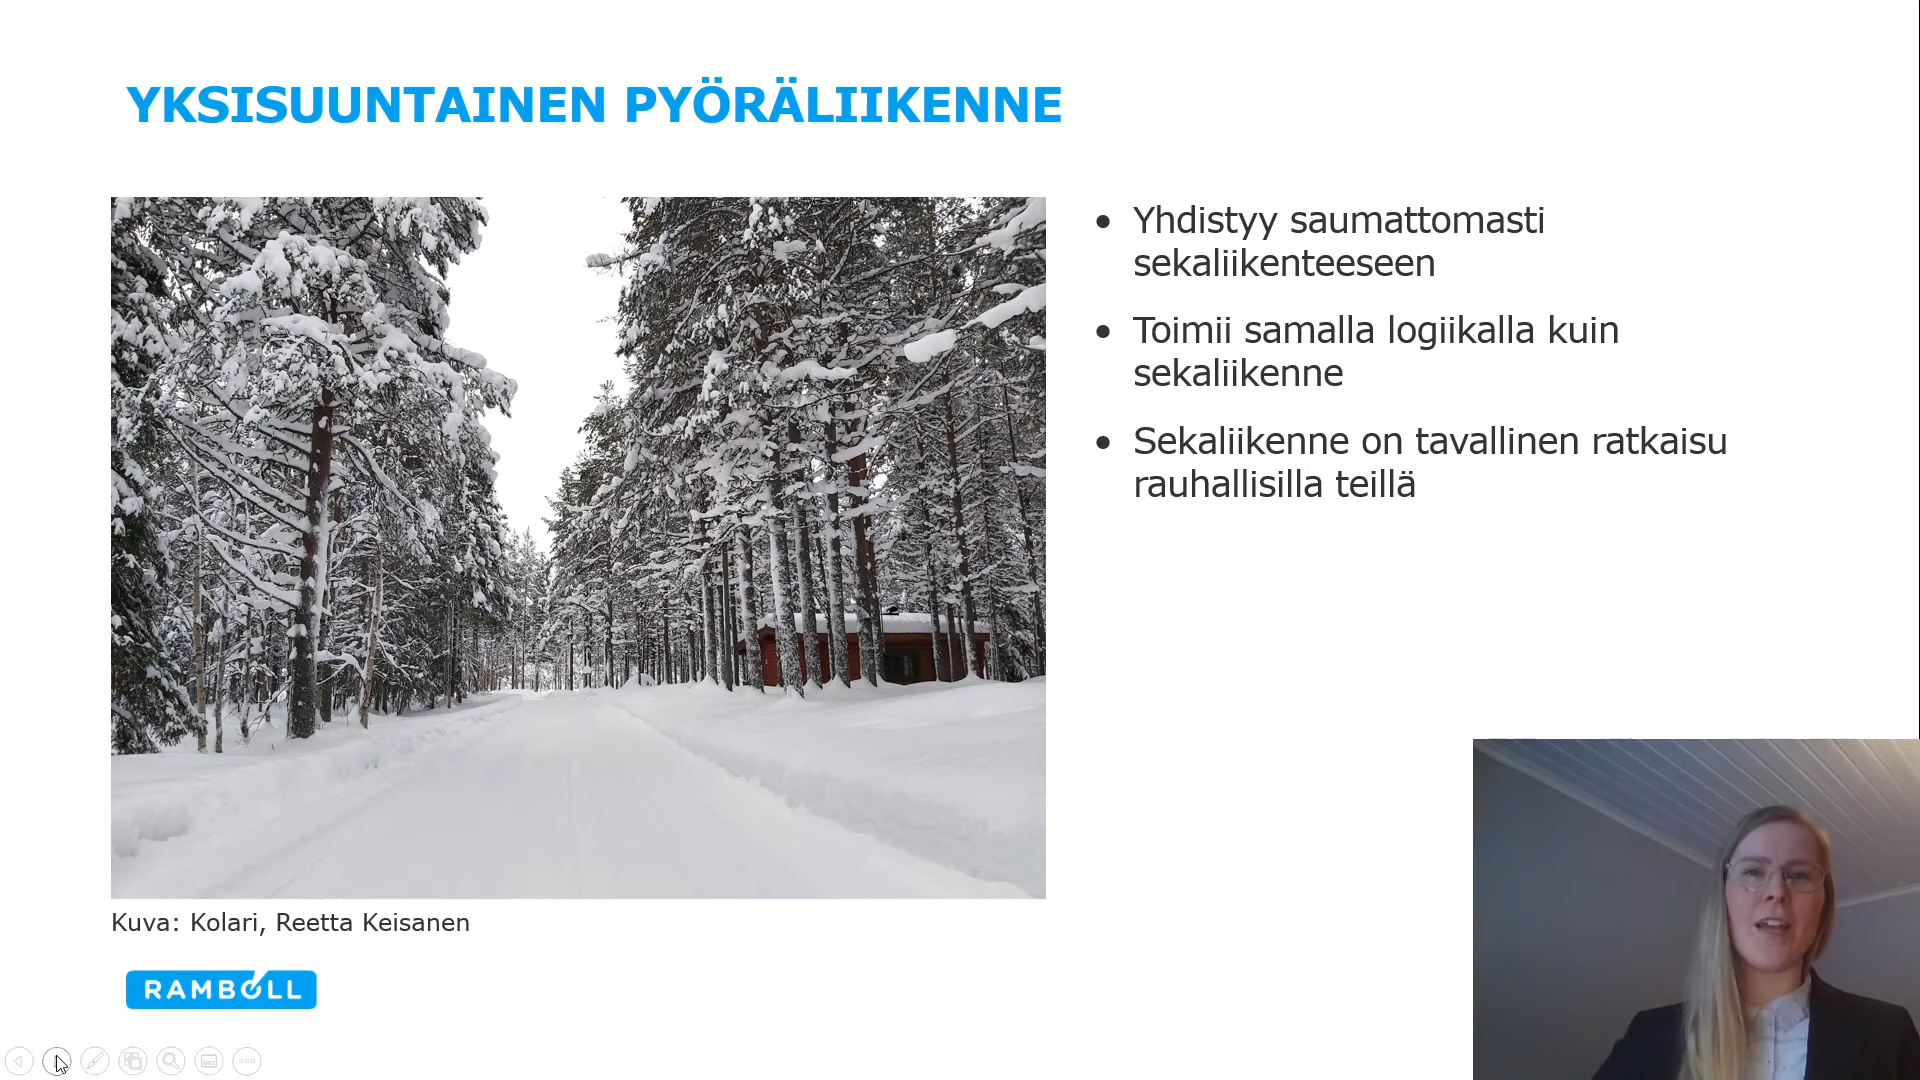 YKSISUUNTAINEN PYÖRÄLIIKENNE
• Yhdistyy saumattomasti
sekaliikenteeseen
• Toimii samalla logiikalla kuin
sekaliikenne
• Sekaliikenne on tavallinen ratkaisu
rauhallisilla teillä
Kuva: Kolari, Reetta Keisanen
RAMBOLL